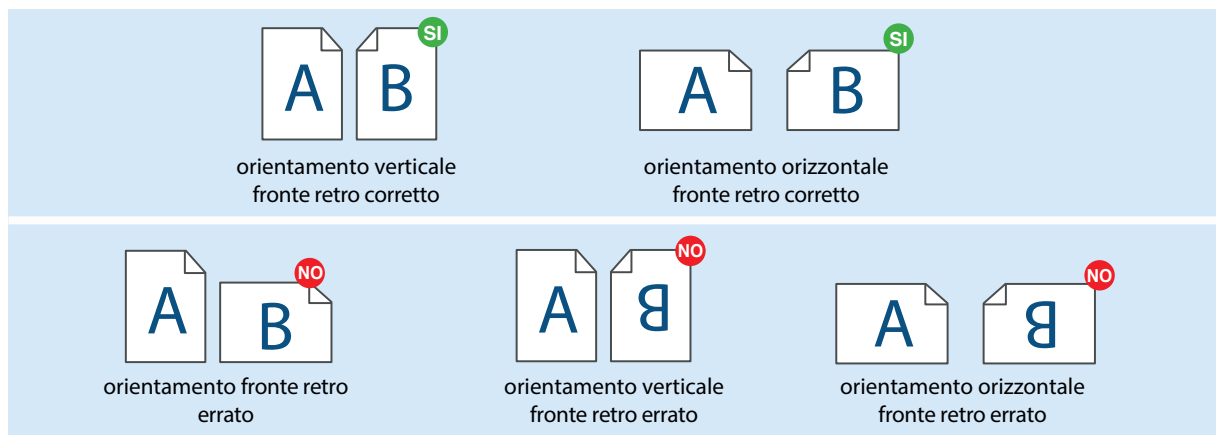 A B SI
A B SI
orientamento verticale
fronte retro corretto
orientamento orizzontale
fronte retro corretto
A B NO
A B NO
A B NO
orientamento fronte retro
errato
orientamento verticale
fronte retro errato
orientamento orizzontale
fronte retro errato